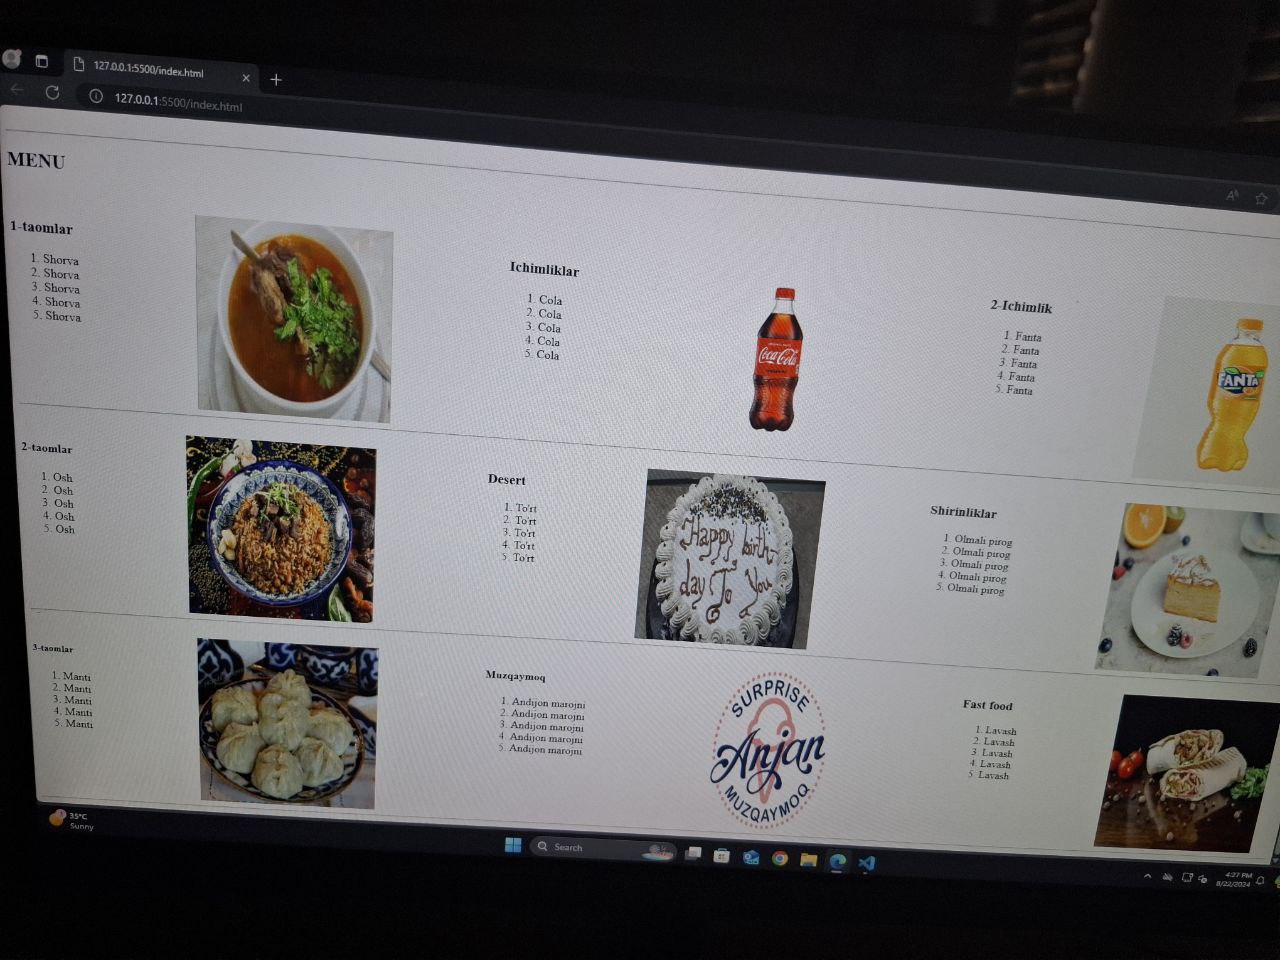 127.0.0.1:5500/index.html
127.0.0.1:5500/index.html
MENU
1-taomlar
1. Shorva
2. Shorva
3. Shorva
4. Shorva
5. Shorva
Ichimliklar
1. Cola
2. Cola
3. Cola
4. Cola
5. Cola
Coca-Cola
2-Ichimlik
1. Fanta
2. Fanta
3. Fanta
4. Fanta
5. Fanta
FANTA
2-taomlar
1. Osh
2. Osh
3. Osh
4. Osh
5. Osh
Desert
1. To'rt
2. To'rt
3. To'rt
4. To'rt
5. To'rt
Happy birth-
day To You
Shirinliklar
1. Olmali pirog
2. Olmali pirog
3. Olmali pirog
4. Olmali pirog
5. Olmali pirog
3-taomlar
1. Manti
2. Manti
3. Manti
4. Manti
5. Manti
Muzqaymoq
1. Andijon marojni
2. Andijon marojni
3. Andijon marojni
4. Andijon marojni
5. Andijon marojni
SURPRISE
Anjan
MUZQAYMOQ
Fast food
1. Lavash
2. Lavash
3. Lavash
4. Lavash
5. Lavash
35°C
Sunny
Search
4:27 PM
8/22/2024